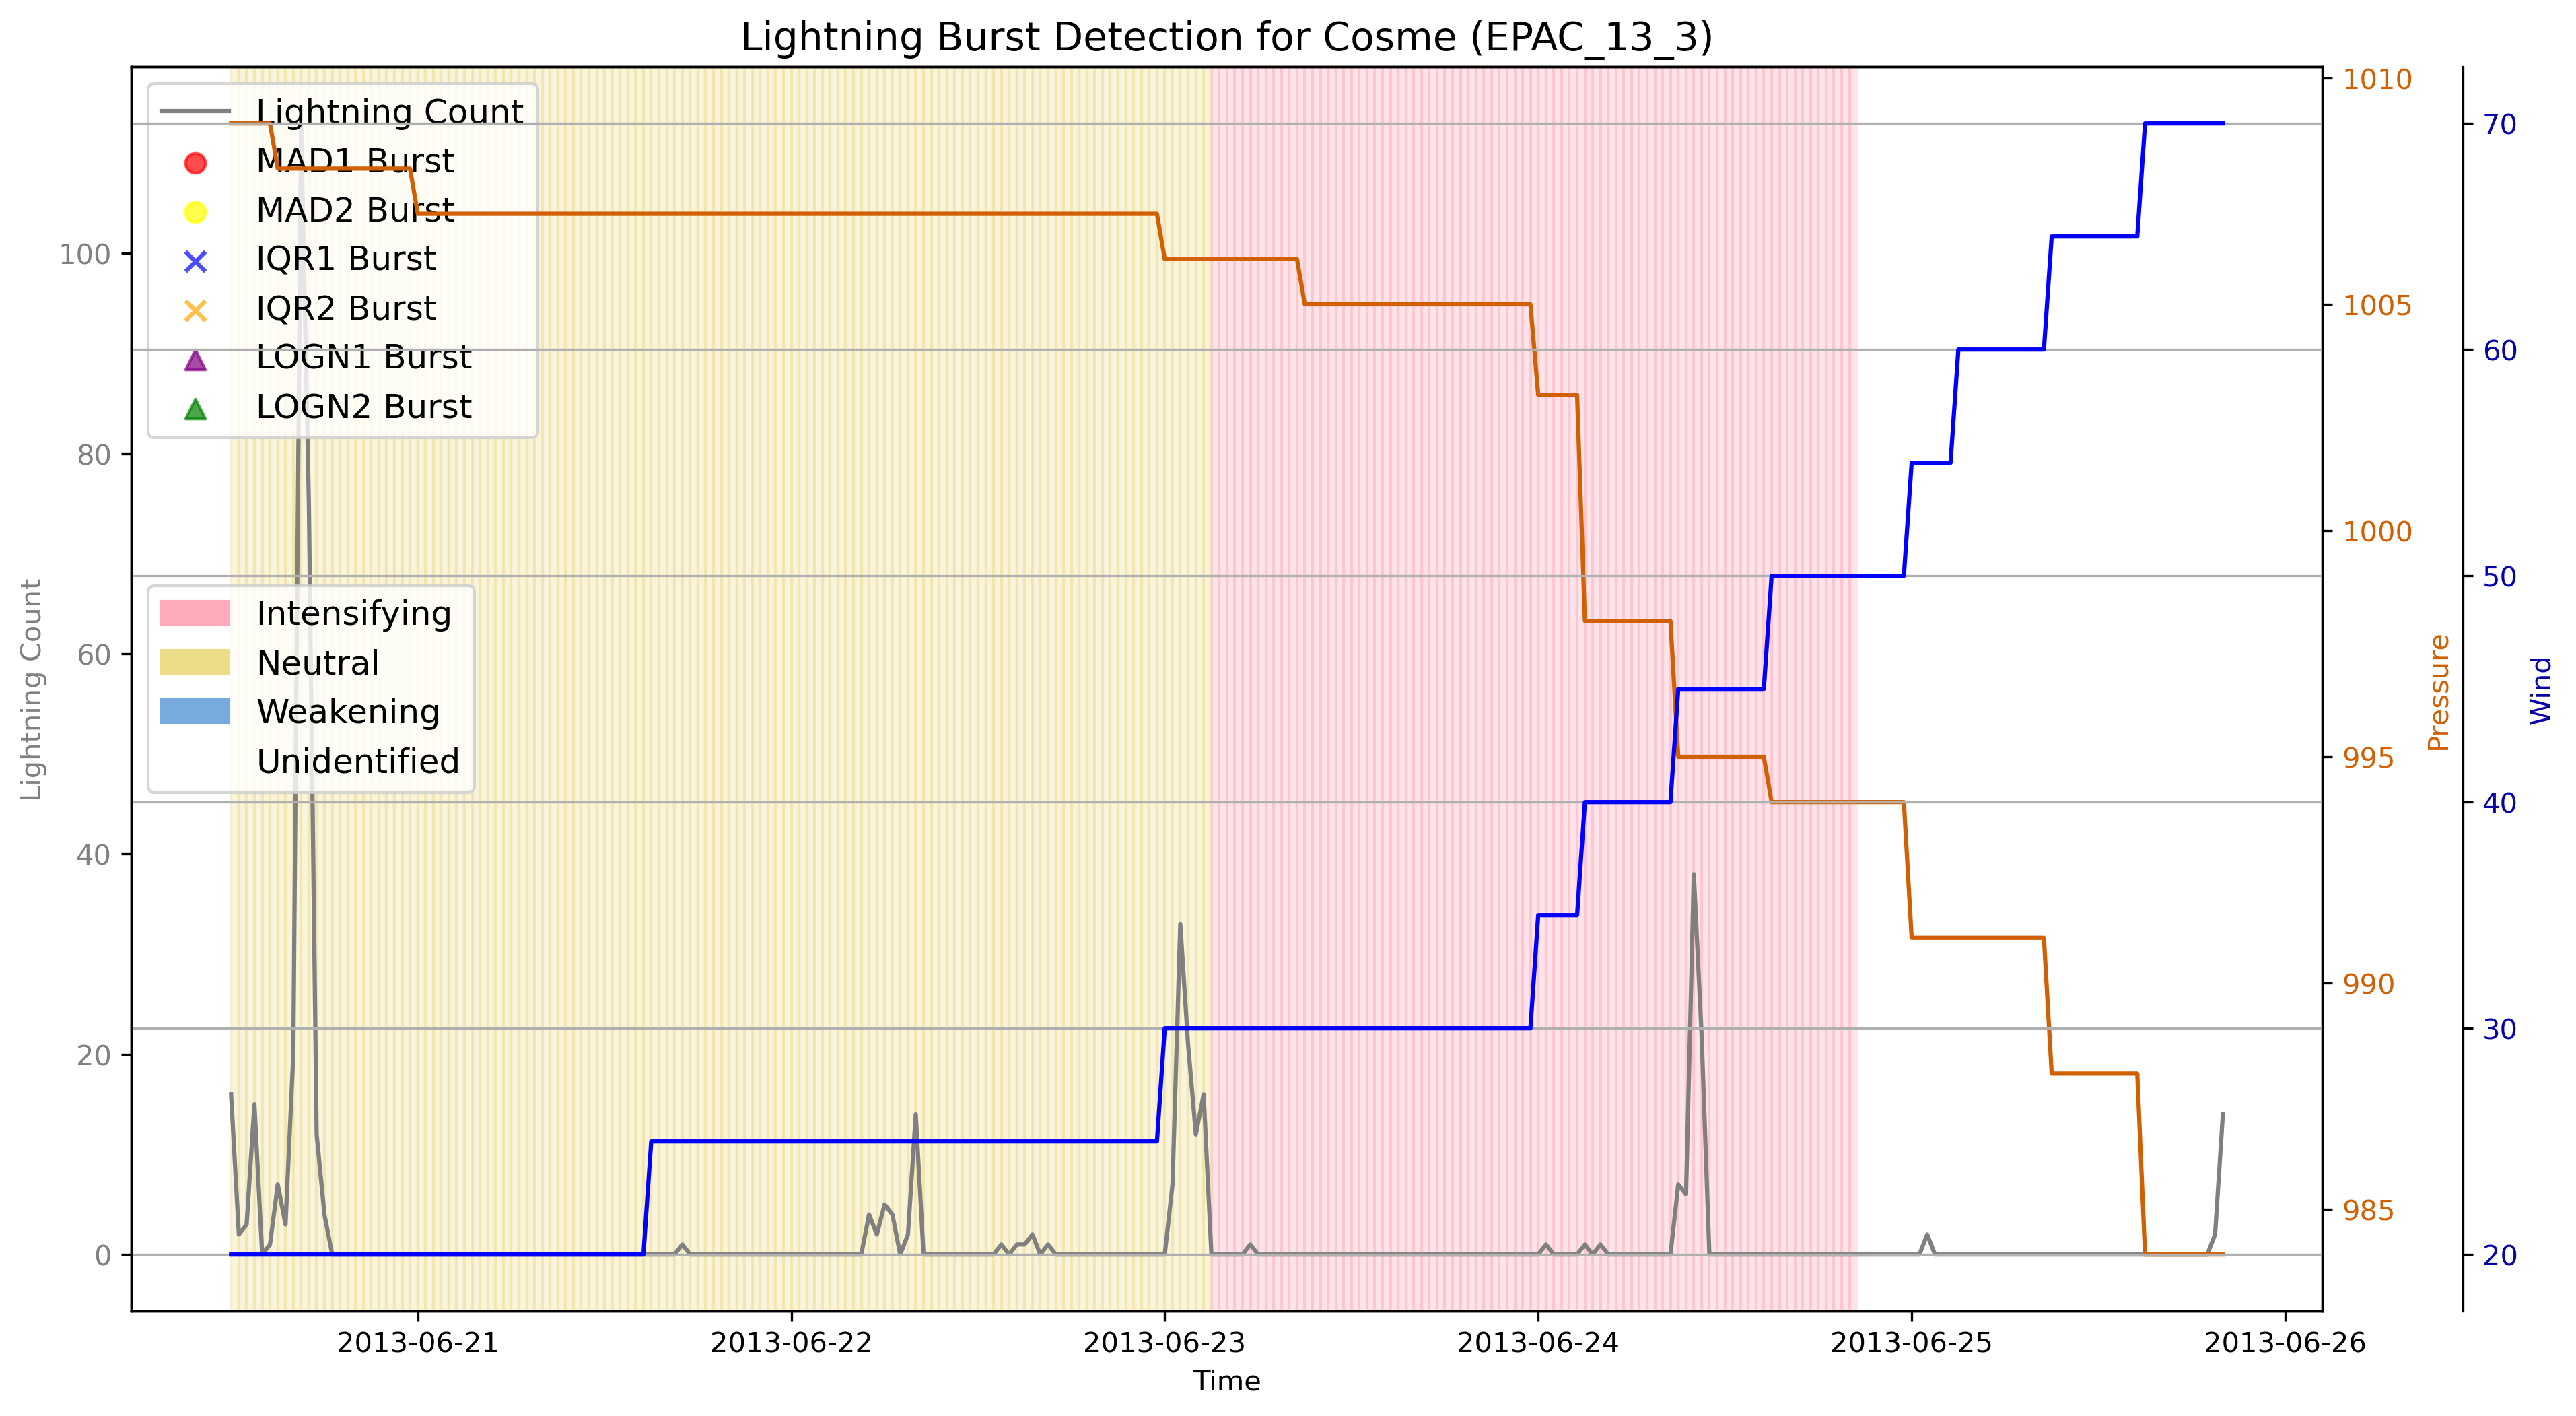 Lightning Burst Detection for Cosme (EPAC_13_3)
Lightning Count
MAD1 Burst
MAD2 Burst
IQR1 Burst
IQR2 Burst
LOGN1 Burst
LOGN2 Burst
Intensifying
Neutral
Weakening
Unidentified
Lightning Count
100
80
60
40
20
0
1010
1005
1000
995
990
985
Pressure
70
60
50
40
30
20
Wind
2013-06-21
2013-06-22
2013-06-23
2013-06-24
2013-06-25
2013-06-26
Time